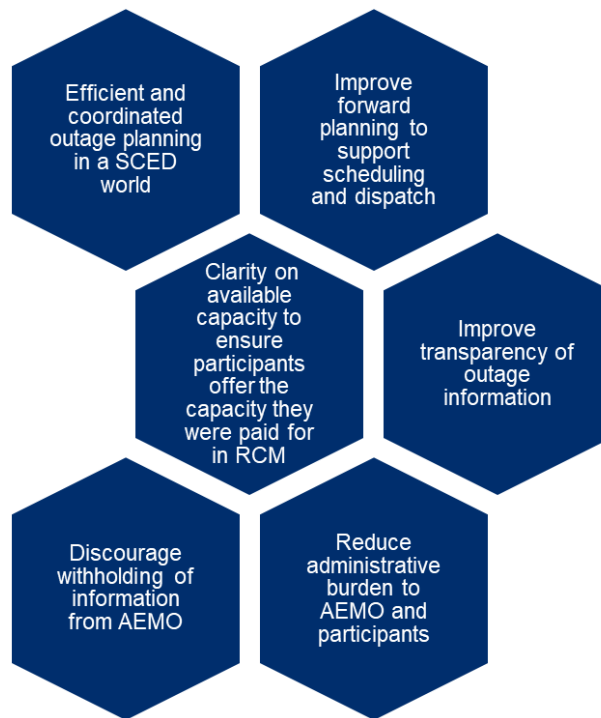 Efficient and
coordinated
outage planning
in a SCED
world
Improve
forward
planning to
support
scheduling
and dispatch
Clarity on
available
capacity to
ensure
participants
offer the
capacity they
were paid for
in RCM
Improve
transparency of
outage
information
Discourage
withholding of
information
from AEMO
Reduce
administrative
burden to
AEMO and
participants